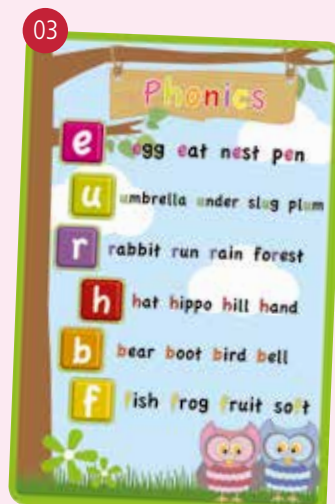 03
Phonics
e egg eat nest pen
u umbrella under slug plum
r rabbit run rain forest
h hat hippo hill hand
b bear boot bird bell
f fish frog fruit soft